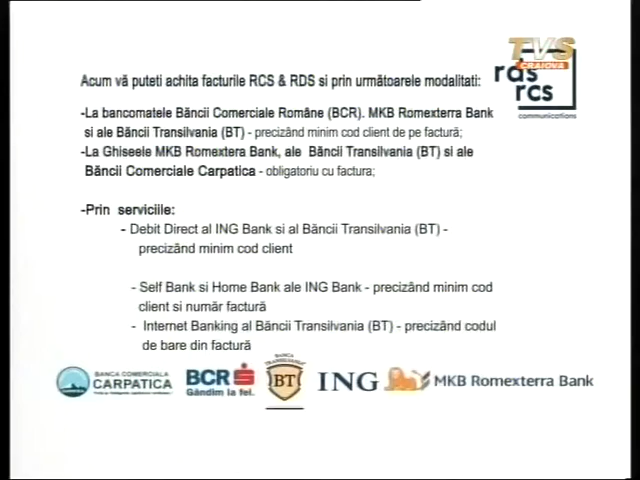 TVS
CRAIOVA
rds
rcs
communications
Acum vă puteti achita facturile RCS & RDS si prin următoarele modalitati:
-La bancomatele Băncii Comerciale Române (BCR). MKB Romexterra Bank
si ale Băncii Transilvania (BT) - precizând minim cod client de pe factură;
-La Ghiseele MKB Romextera Bank, ale Băncii Transilvania (BT) si ale
Băncii Comerciale Carpatica - obligatoriu cu factura;
-Prin serviciile:
- Debit Direct al ING Bank si al Băncii Transilvania (BT) -
precizând minim cod client
- Self Bank si Home Bank ale ING Bank - precizând minim cod
client si număr factură
- Internet Banking al Băncii Transilvania (BT) - precizând codul
de bare din factură
BANCA COMERCIALA
CARPATICA
BCR
Gândim la fel.
BANCA
TRANSILVANIA
BT
ING
MKB Romexterra Bank